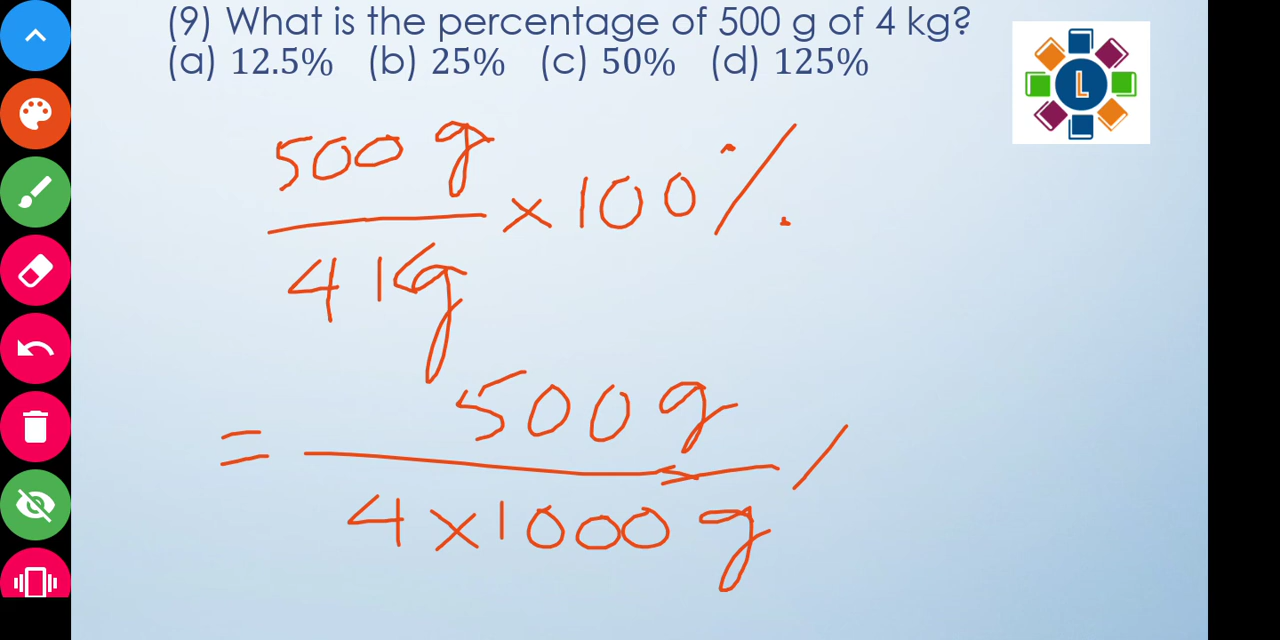 (9) What is the percentage of 500 g of 4 kg?
(a) 12.5% (b) 25% (c) 50% (d) 125%
L
500 g
× 100 %
4 Kg
= 500 g /
4 × 1000 g